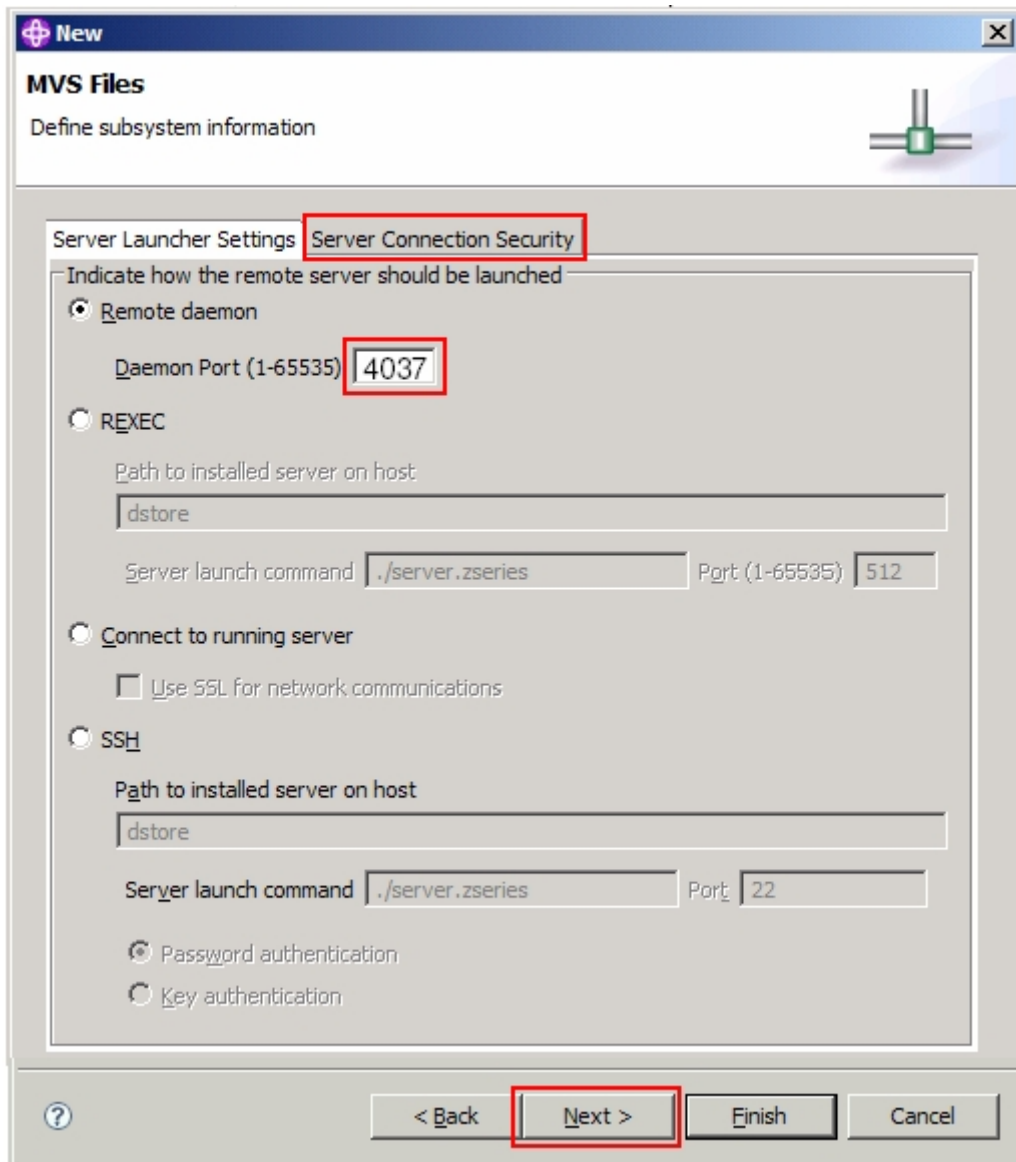 New
MVS Files
Define subsystem information
Server Launcher Settings Server Connection Security
Indicate how the remote server should be launched
Remote daemon
Daemon Port (1-65535) 4037
REXEC
Path to installed server on host
dstore
Server launch command ./server.zseries Port (1-65535) 512
Connect to running server
Use SSL for network communications
SSH
Path to installed server on host
dstore
Server launch command ./server.zseries Port 22
Password authentication
Key authentication
? < Back Next > Finish Cancel